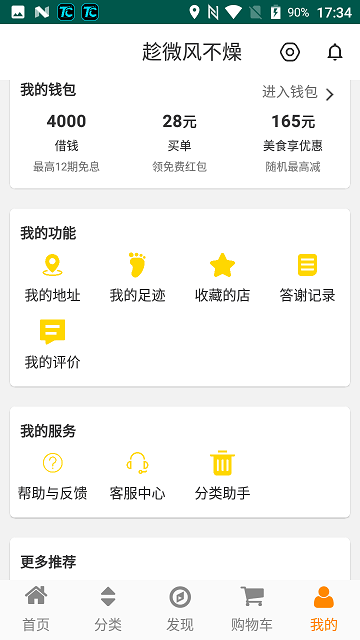 TC TC 90% 17:34
趁微风不燥
我的钱包 进入钱包
4000 28元 165元
借钱 买单 美食享优惠
最高12期免息 领免费红包 随机最高减
我的功能
我的地址 我的足迹 收藏的店 答谢记录
我的评价
我的服务
帮助与反馈 客服中心 分类助手
更多推荐
首页 分类 发现 购物车 我的